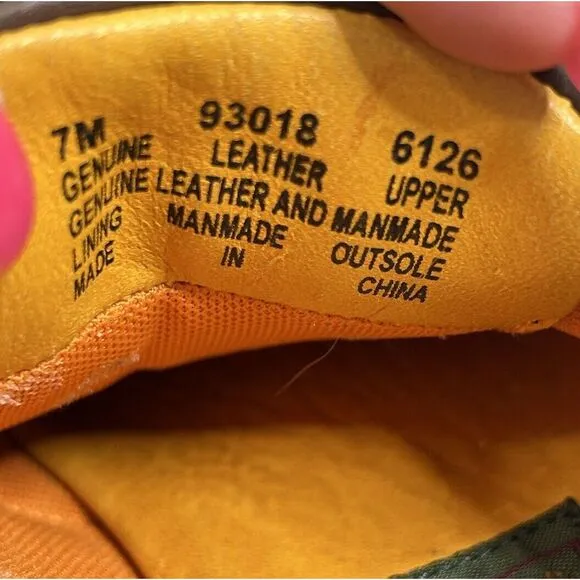 7M 93018 6126
GENUINE LEATHER UPPER
GENUINE LEATHER AND MANMADE
LINING MANMADE OUTSOLE
MADE IN CHINA